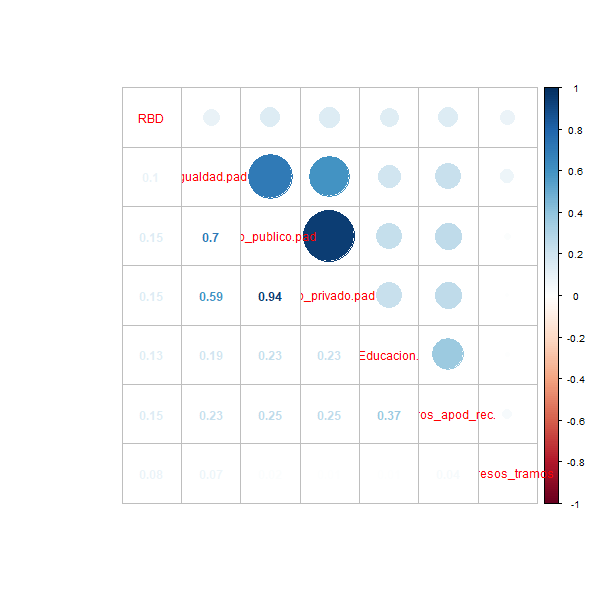 RBD
0.1 gualdad.pad
0.15 0.7 o_publico.pad
0.15 0.59 0.94 o_privado.pad
0.13 0.19 0.23 0.23 Educacion.
0.15 0.23 0.25 0.25 0.37 ros_apod_rec.
0.08 0.07 0.04 resos_tramos
1
0.8
0.6
0.4
0.2
0
-0.2
-0.4
-0.6
-0.8
-1